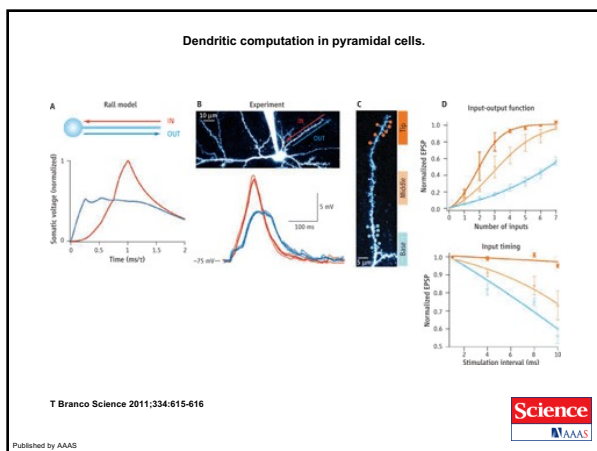 Dendritic computation in pyramidal cells.
A
Rall model
IN
OUT
Somatic voltage (normalized)
1
0
0
0.5
1
1.5
2
Time (ms/τ)
B
Experiment
10 μm
IN
OUT
5 mV
100 ms
–75 mV
C
Tip
Middle
Base
5 μm
D
Input-output function
Normalized EPSP
1.0
0.8
0.6
0.4
0.2
0.0
0 1 2 3 4 5 6 7
Number of inputs
Input timing
Normalized EPSP
1.0
0.9
0.8
0.7
0.6
0.5
2 4 6 8 10
Stimulation interval (ms)
T Branco Science 2011;334:615-616
Science
AAAS
Published by AAAS